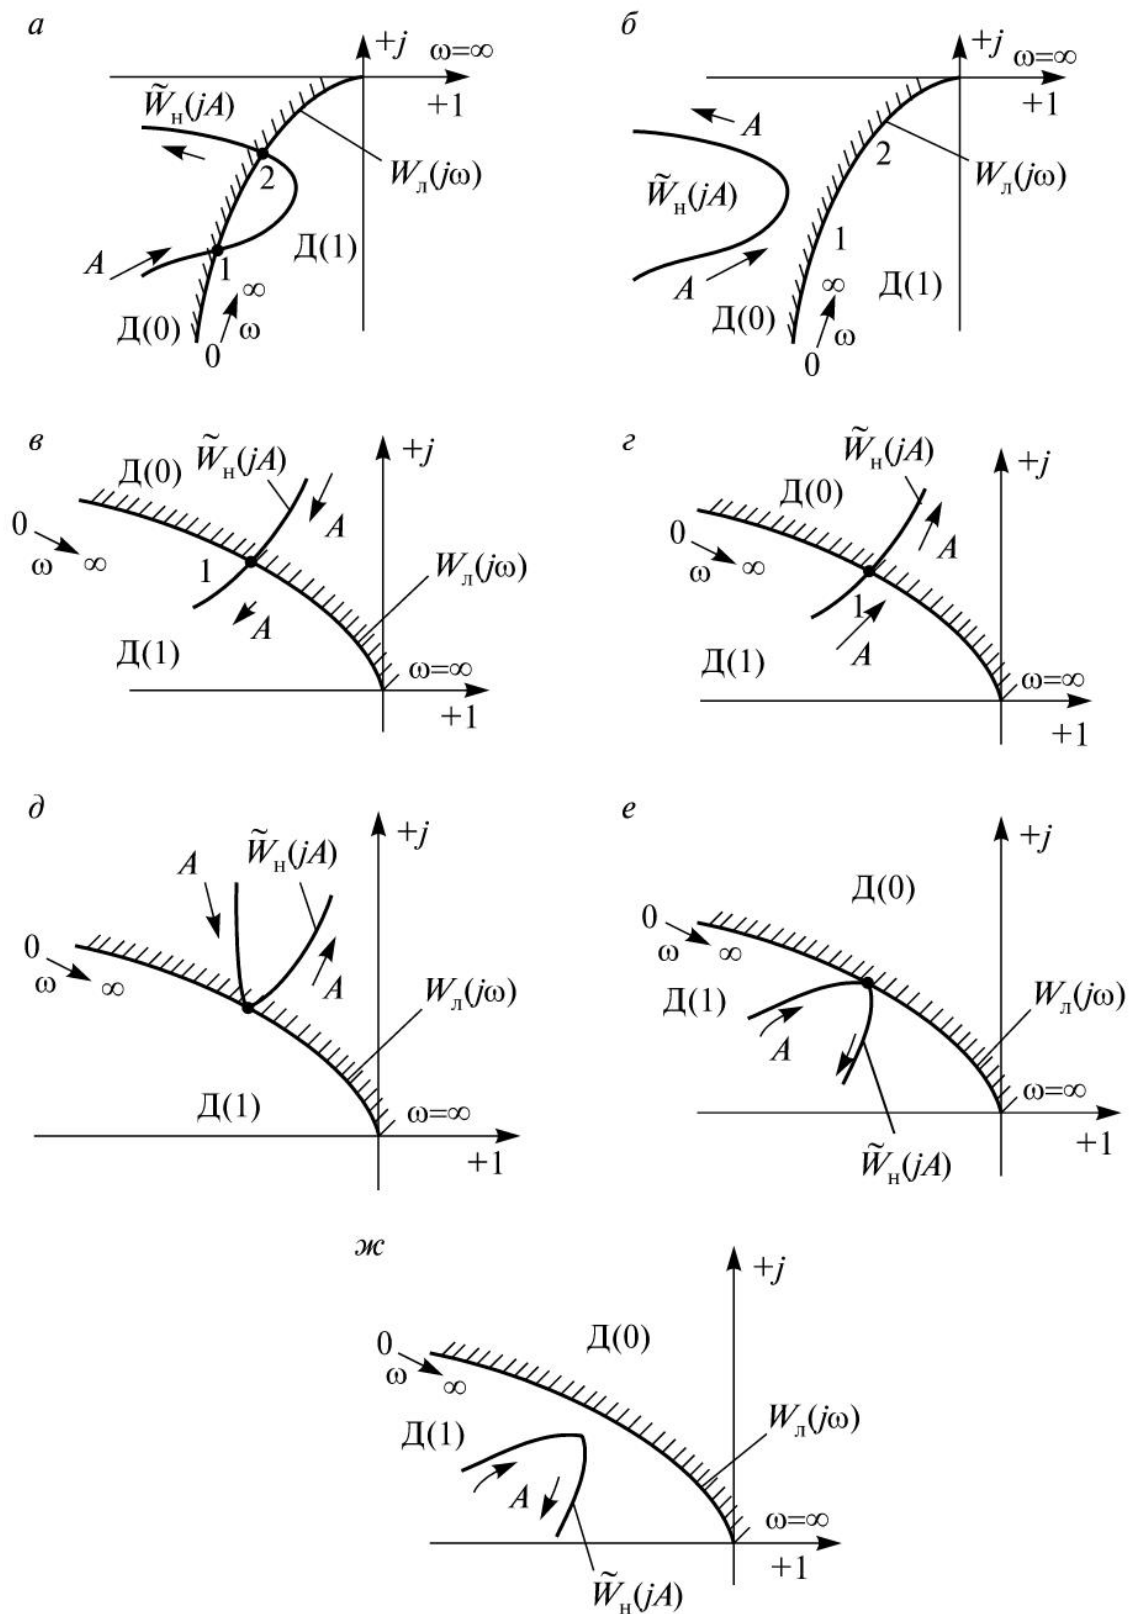 а
+j
ω=∞
+1
W̃н(jA)
2
Wл(jω)
Д(1)
A
1
∞
Д(0)
ω
0
б
+j
ω=∞
+1
A
2
W̃н(jA)
Wл(jω)
1
A
∞
Д(1)
Д(0)
ω
0
в
W̃н(jA)
+j
Д(0)
0
A
ω ∞
1
Wл(jω)
A
Д(1)
ω=∞
+1
г
W̃н(jA)
+j
Д(0)
0
A
ω ∞
1
A
Д(1)
ω=∞
+1
д
+j
W̃н(jA)
A
0
ω ∞
A
Wл(jω)
Д(1)
ω=∞
+1
е
+j
Д(0)
0
ω ∞
Д(1)
Wл(jω)
A
ω=∞
+1
W̃н(jA)
ж
+j
Д(0)
0
ω ∞
Wл(jω)
Д(1)
A
ω=∞
+1
W̃н(jA)